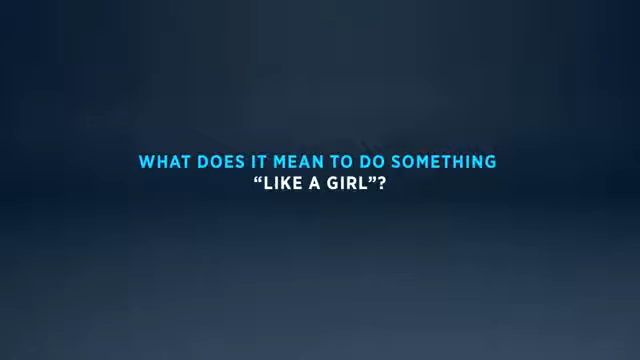 WHAT DOES IT MEAN TO DO SOMETHING
“LIKE A GIRL”?